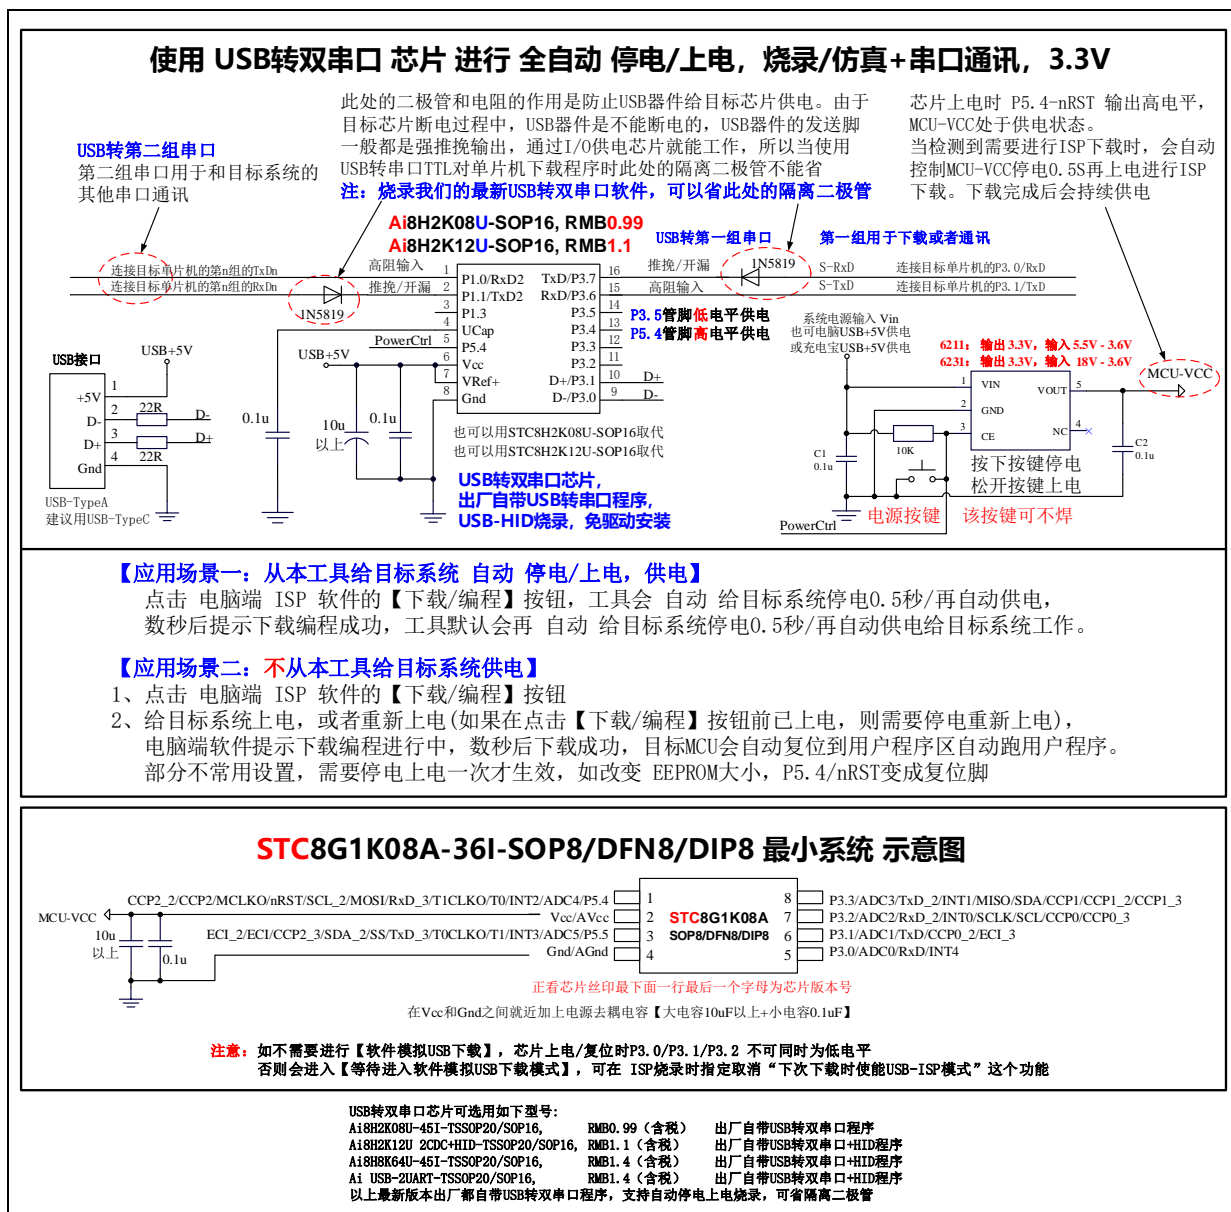 使用 USB转双串口 芯片 进行 全自动 停电/上电，烧录/仿真+串口通讯，3.3V
此处的二极管和电阻的作用是防止USB器件给目标芯片供电。由于
目标芯片断电过程中，USB器件是不能断电的，USB器件的发送脚
一般都是强推挽输出，通过I/O供电芯片就能工作，所以当使用
USB转串口TTL对单片机下载程序时此处的隔离二极管不能省
注：烧录我们的最新USB转双串口软件，可以省此处的隔离二极管
芯片上电时 P5.4-nRST 输出高电平，
MCU-VCC处于供电状态。
当检测到需要进行ISP下载时，会自动
控制MCU-VCC停电0.5S再上电进行ISP
下载。下载完成后会持续供电
USB转第二组串口
第二组串口用于和目标系统的
其他串口通讯
Ai8H2K08U-SOP16, RMB0.99
Ai8H2K12U-SOP16, RMB1.1
USB转第一组串口
第一组用于下载或者通讯
连接目标单片机的第n组的TxDn
连接目标单片机的第n组的RxDn
1N5819
高阻输入
推挽/开漏
1
2
3
4
5
6
7
8
P1.0/RxD2
P1.1/TxD2
P1.3
UCap
P5.4
Vcc
VRef+
Gnd
TxD/P3.7
RxD/P3.6
P3.5
P3.4
P3.3
P3.2
D+/P3.1
D-/P3.0
16
15
14
13
12
11
10
9
推挽/开漏
高阻输入
1N5819
S-RxD
S-TxD
连接目标单片机的P3.0/RxD
连接目标单片机的P3.1/TxD
P3.5管脚低电平供电
P5.4管脚高电平供电
D+
D-
PowerCtrl
USB+5V
0.1u
10u
以上
0.1u
USB接口
USB+5V
+5V
D-
D+
Gnd
1
2
3
4
22R
22R
D-
D+
USB-TypeA
建议用USB-TypeC
也可以用STC8H2K08U-SOP16取代
也可以用STC8H2K12U-SOP16取代
USB转双串口芯片，
出厂自带USB转串口程序，
USB-HID烧录，免驱动安装
系统电源输入 Vin
也可电脑USB+5V供电
或充电宝USB+5V供电
6211：输出3.3V，输入5.5V - 3.6V
6231：输出3.3V，输入 18V - 3.6V
MCU-VCC
1
2
3
VIN
GND
CE
VOUT
NC
5
4
10K
C1
0.1u
C2
0.1u
按下按键停电
松开按键上电
电源按键
该按键可不焊
PowerCtrl
【应用场景一：从本工具给目标系统 自动 停电/上电，供电】
点击 电脑端 ISP 软件的【下载/编程】按钮，工具会 自动 给目标系统停电0.5秒/再自动供电，
数秒后提示下载编程成功，工具默认会再 自动 给目标系统停电0.5秒/再自动供电给目标系统工作。
【应用场景二：不从本工具给目标系统供电】
1、点击 电脑端 ISP 软件的【下载/编程】按钮
2、给目标系统上电，或者重新上电(如果在点击【下载/编程】按钮前已上电，则需要停电重新上电)，
电脑端软件提示下载编程进行中，数秒后下载成功，目标MCU会自动复位到用户程序区自动跑用户程序。
部分不常用设置，需要停电上电一次才生效，如改变 EEPROM大小，P5.4/nRST变成复位脚
STC8G1K08A-36I-SOP8/DFN8/DIP8 最小系统 示意图
MCU-VCC
10u
以上
0.1u
CCP2_2/CCP2/MCLKO/nRST/SCL_2/MOSI/RxD_3/T1CLKO/T0/INT2/ADC4/P5.4
Vcc/AVcc
ECI_2/ECI/CCP2_3/SDA_2/SS/TxD_3/T0CLKO/T1/INT3/ADC5/P5.5
Gnd/AGnd
1
2
3
4
STC8G1K08A
SOP8/DFN8/DIP8
8
7
6
5
P3.3/ADC3/TxD_2/INT1/MISO/SDA/CCP1/CCP1_2/CCP1_3
P3.2/ADC2/RxD_2/INT0/SCLK/SCL/CCP0/CCP0_3
P3.1/ADC1/TxD/CCP0_2/ECI_3
P3.0/ADC0/RxD/INT4
正看芯片丝印最下面一行最后一个字母为芯片版本号
在Vcc和Gnd之间就近加上电源去耦电容【大电容10uF以上+小电容0.1uF】
注意：如不需要进行【软件模拟USB下载】，芯片上电/复位时P3.0/P3.1/P3.2 不可同时为低电平
否则会进入【等待进入软件模拟USB下载模式】，可在 ISP烧录时指定取消 “下次下载时使能USB-ISP模式” 这个功能
USB转双串口芯片可选用如下型号：
Ai8H2K08U-45I-TSSOP20/SOP16, RMB0.99（含税） 出厂自带USB转双串口程序
Ai8H2K12U 2CDC+HID-TSSOP20/SOP16, RMB1.1（含税） 出厂自带USB转双串口+HID程序
Ai8H8K64U-45I-TSSOP20/SOP16, RMB1.4（含税） 出厂自带USB转双串口+HID程序
Ai USB-2UART-TSSOP20/SOP16, RMB1.4（含税） 出厂自带USB转双串口+HID程序
以上最新版本出厂都自带USB转双串口程序，支持自动停电上电烧录，可省隔离二极管